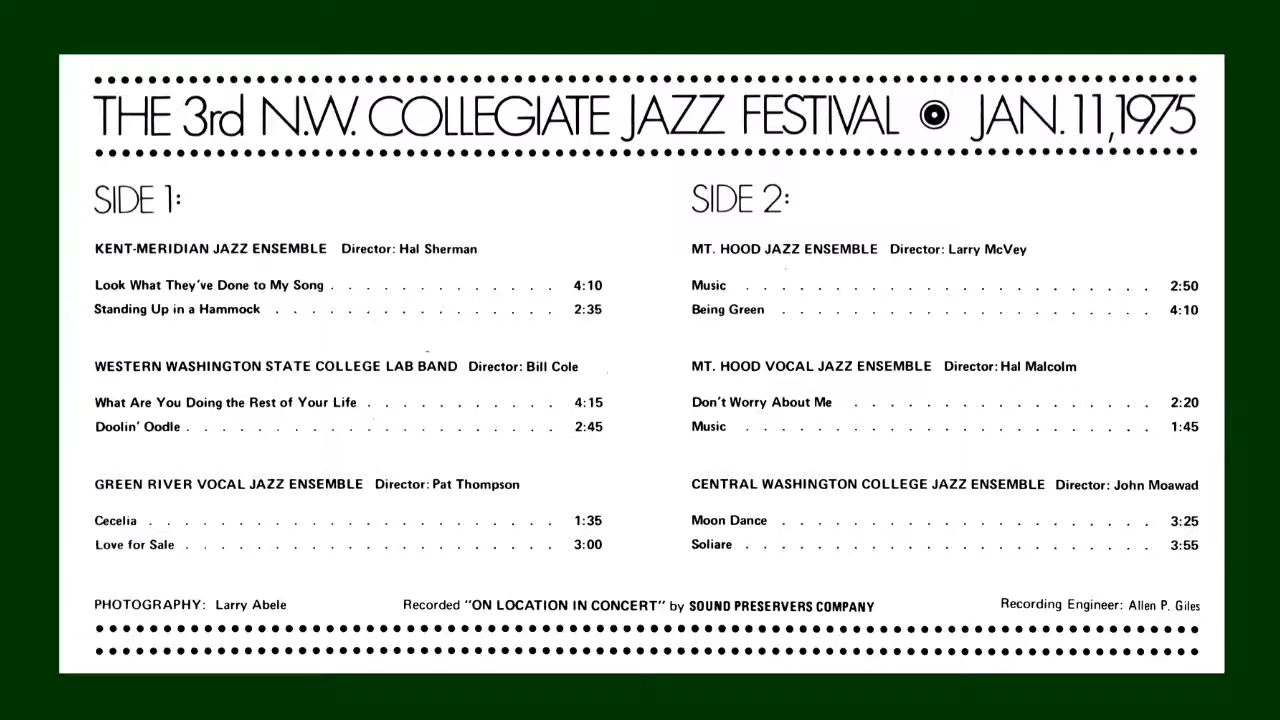 THE 3rd N.W. COLLEGIATE JAZZ FESTIVAL JAN. 11, 1975
SIDE 1:
KENT-MERIDIAN JAZZ ENSEMBLE Director: Hal Sherman
Look What They've Done to My Song . . . . . . . . . . . . 4:10
Standing Up in a Hammock . . . . . . . . . . . . . . . 2:35
WESTERN WASHINGTON STATE COLLEGE LAB BAND Director: Bill Cole
What Are You Doing the Rest of Your Life . . . . . . . . . . 4:15
Doolin' Oodle . . . . . . . . . . . . . . . . . . . . 2:45
GREEN RIVER VOCAL JAZZ ENSEMBLE Director: Pat Thompson
Cecelia . . . . . . . . . . . . . . . . . . . . . . 1:35
Love for Sale . . . . . . . . . . . . . . . . . . . . 3:00
SIDE 2:
MT. HOOD JAZZ ENSEMBLE Director: Larry McVey
Music . . . . . . . . . . . . . . . . . . . . . . 2:50
Being Green . . . . . . . . . . . . . . . . . . . . 4:10
MT. HOOD VOCAL JAZZ ENSEMBLE Director: Hal Malcolm
Don't Worry About Me . . . . . . . . . . . . . . . . 2:20
Music . . . . . . . . . . . . . . . . . . . . . . 1:45
CENTRAL WASHINGTON COLLEGE JAZZ ENSEMBLE Director: John Moawad
Moon Dance . . . . . . . . . . . . . . . . . . . . 3:25
Soliare . . . . . . . . . . . . . . . . . . . . . . 3:55
PHOTOGRAPHY: Larry Abele Recorded "ON LOCATION IN CONCERT" by SOUND PRESERVERS COMPANY Recording Engineer: Allen P. Giles